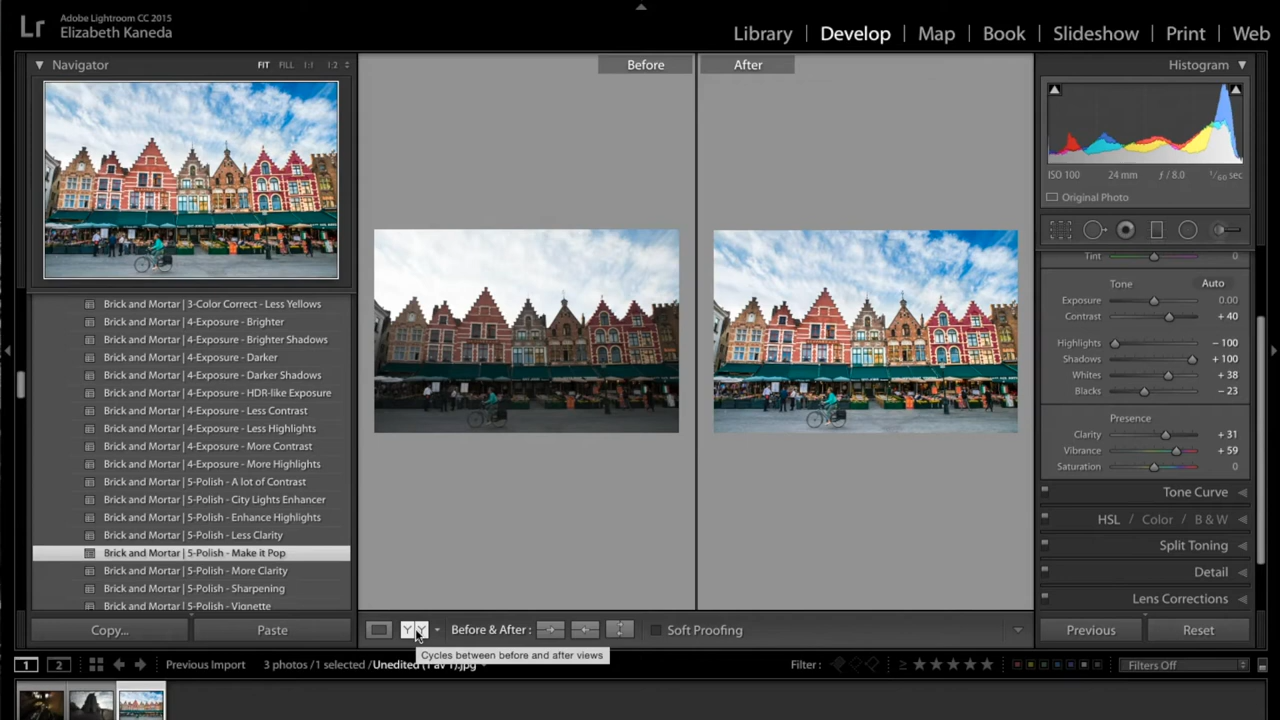 Lr
Adobe Lightroom CC 2015
Elizabeth Kaneda
Library | Develop | Map | Book | Slideshow | Print | Web
Navigator
FIT FILL 1:1 1:2
Brick and Mortar | 3-Color Correct - Less Yellows
Brick and Mortar | 4-Exposure - Brighter
Brick and Mortar | 4-Exposure - Brighter Shadows
Brick and Mortar | 4-Exposure - Darker
Brick and Mortar | 4-Exposure - Darker Shadows
Brick and Mortar | 4-Exposure - HDR-like Exposure
Brick and Mortar | 4-Exposure - Less Contrast
Brick and Mortar | 4-Exposure - Less Highlights
Brick and Mortar | 4-Exposure - More Contrast
Brick and Mortar | 4-Exposure - More Highlights
Brick and Mortar | 5-Polish - A lot of Contrast
Brick and Mortar | 5-Polish - City Lights Enhancer
Brick and Mortar | 5-Polish - Enhance Highlights
Brick and Mortar | 5-Polish - Less Clarity
Brick and Mortar | 5-Polish - Make it Pop
Brick and Mortar | 5-Polish - More Clarity
Brick and Mortar | 5-Polish - Sharpening
Brick and Mortar | 5-Polish - Vignette
Copy... Paste
Before After
Histogram
ISO 100 24 mm ƒ / 8.0 1/60 sec
Original Photo
Tint 0
Tone Auto
Exposure 0.00
Contrast + 40
Highlights - 100
Shadows + 100
Whites + 38
Blacks - 23
Presence
Clarity + 31
Vibrance + 59
Saturation 0
Tone Curve
HSL / Color / B & W
Split Toning
Detail
Lens Corrections
Previous Reset
YY Before & After : Soft Proofing
Cycles between before and after views
1 2 Previous Import 3 photos /1 selected /Unedited (1 av 1).jpg
Filter : ≥ Filters Off